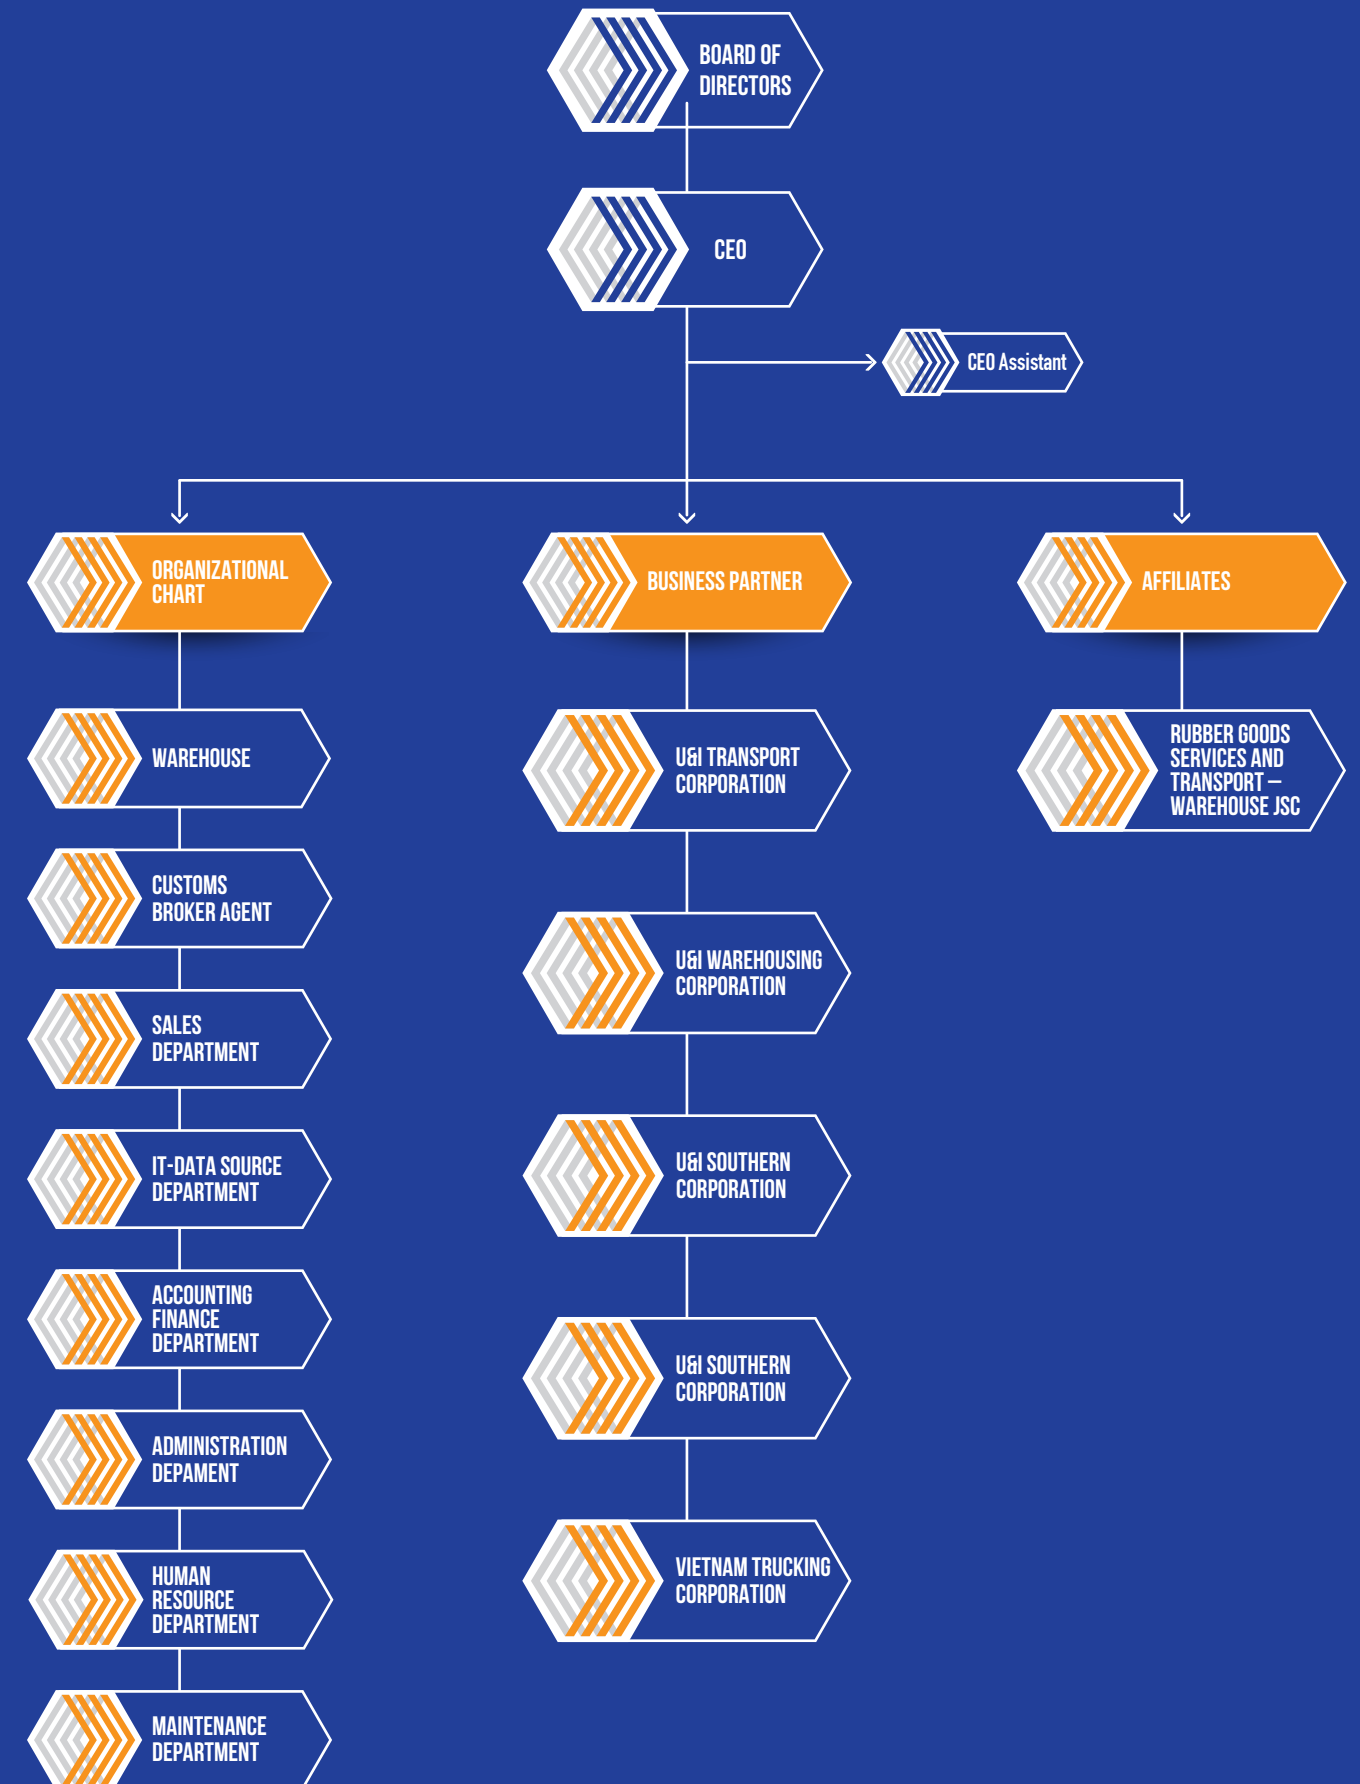 BOARD OF
DIRECTORS
CEO
CEO Assistant
ORGANIZATIONAL
CHART
BUSINESS PARTNER
AFFILIATES
WAREHOUSE
CUSTOMS
BROKER AGENT
SALES
DEPARTMENT
IT-DATA SOURCE
DEPARTMENT
ACCOUNTING
FINANCE
DEPARTMENT
ADMINISTRATION
DEPAMENT
HUMAN
RESOURCE
DEPARTMENT
MAINTENANCE
DEPARTMENT
U&I TRANSPORT
CORPORATION
U&I WAREHOUSING
CORPORATION
U&I SOUTHERN
CORPORATION
U&I SOUTHERN
CORPORATION
VIETNAM TRUCKING
CORPORATION
RUBBER GOODS
SERVICES AND
TRANSPORT –
WAREHOUSE JSC